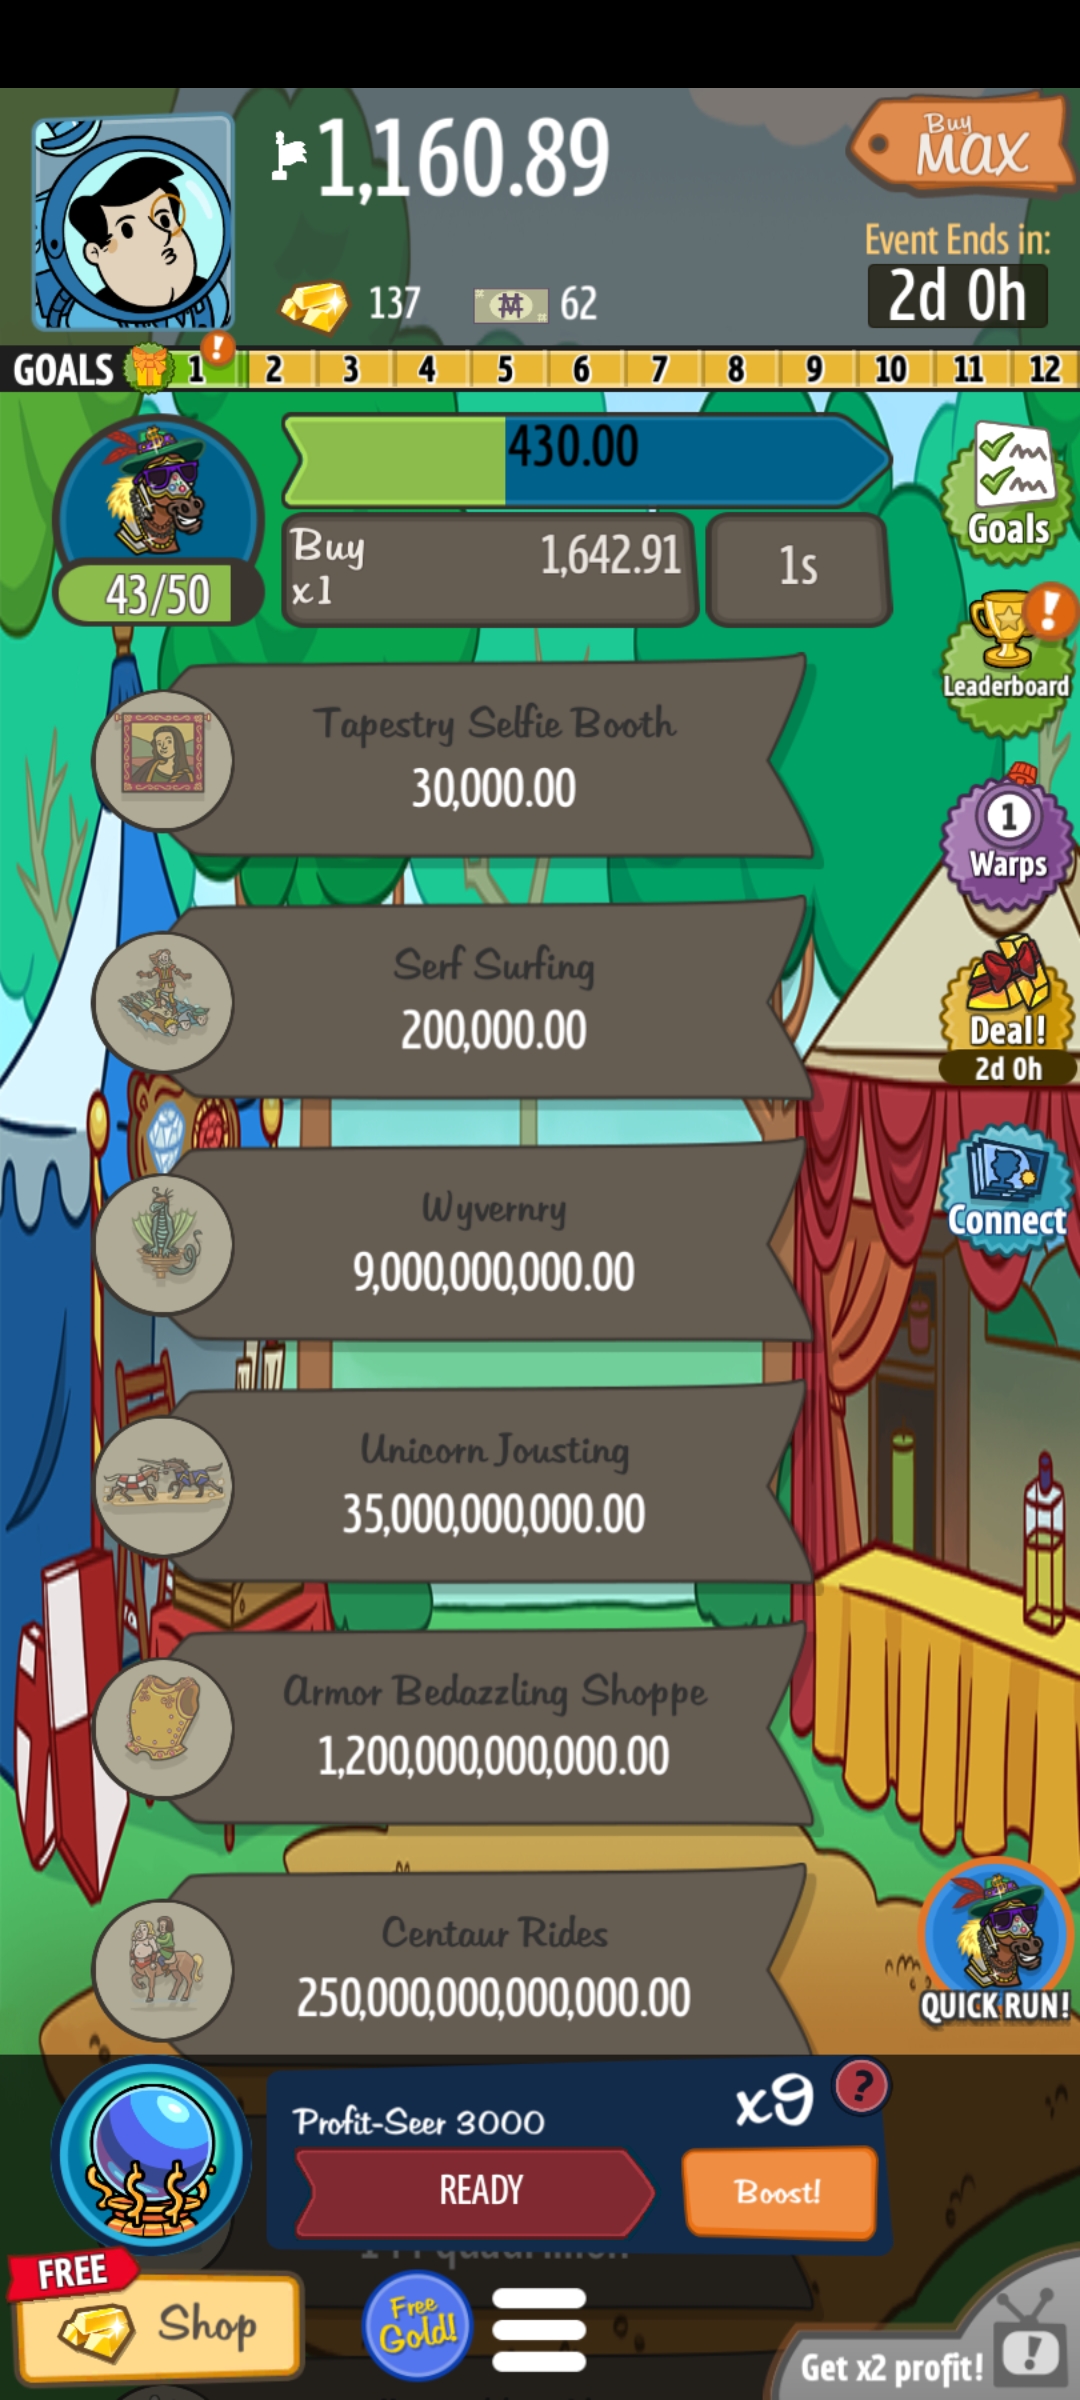 1,160.89
Buy
MAX
Event Ends in:
2d 0h
137
62
GOALS
!
1 2 3 4 5 6 7 8 9 10 11 12
430.00
43/50
Buy
x1
1,642.91
1s
Goals
!
Leaderboard
Tapestry Selfie Booth
30,000.00
1
Warps
Serf Surfing
200,000.00
Deal!
2d 0h
Wyvernry
9,000,000,000.00
Connect
Unicorn Jousting
35,000,000,000.00
Armor Bedazzling Shoppe
1,200,000,000,000.00
Centaur Rides
250,000,000,000,000.00
QUICK RUN!
Profit-Seer 3000
x9
?
READY
Boost!
FREE
Shop
Free
Gold!
Get x2 profit!
!